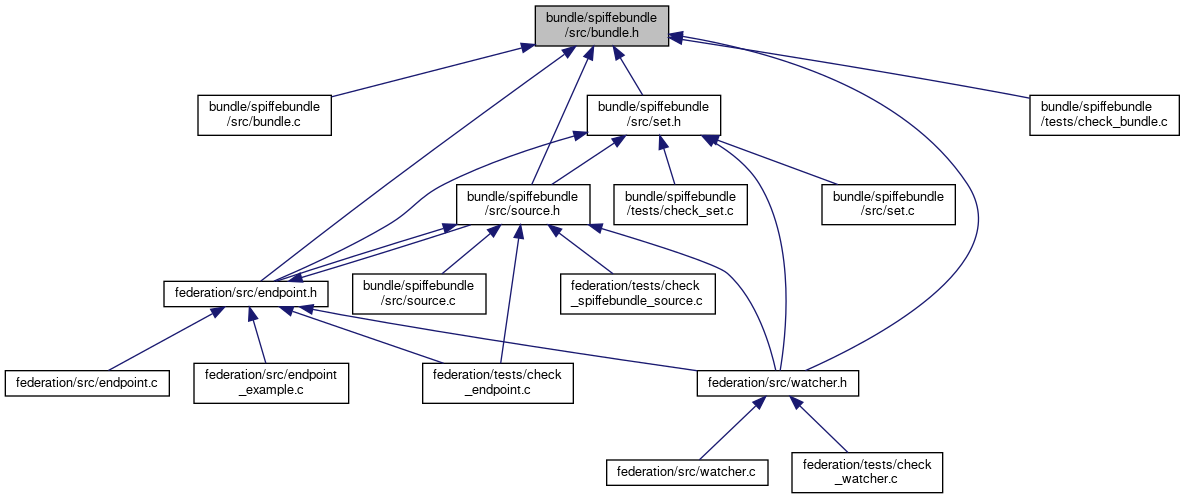 bundle/spiffebundle
/src/bundle.h
bundle/spiffebundle
/src/bundle.c
bundle/spiffebundle
/src/set.h
bundle/spiffebundle
/tests/check_bundle.c
bundle/spiffebundle
/src/source.h
bundle/spiffebundle
/tests/check_set.c
bundle/spiffebundle
/src/set.c
federation/src/endpoint.h
bundle/spiffebundle
/src/source.c
federation/tests/check
_spiffebundle_source.c
federation/src/endpoint.c
federation/src/endpoint
_example.c
federation/tests/check
_endpoint.c
federation/src/watcher.h
federation/src/watcher.c
federation/tests/check
_watcher.c